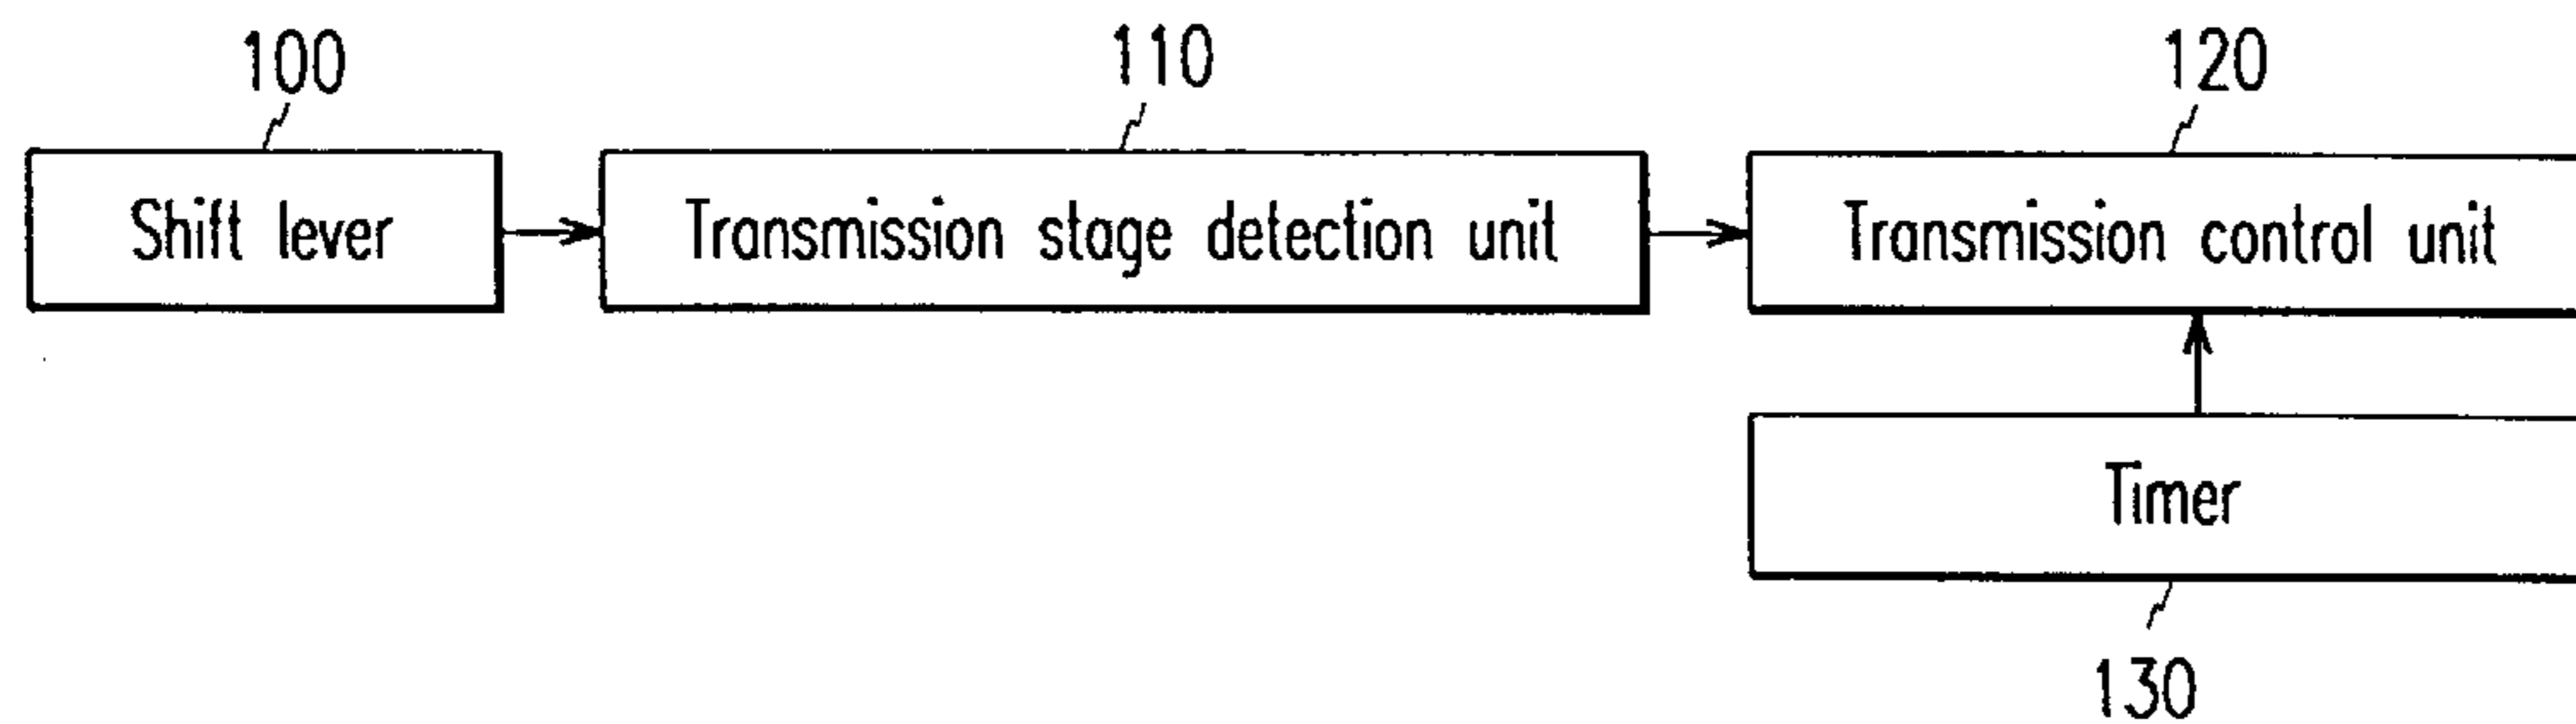 100
110
120
Shift lever
Transmission stage detection unit
Transmission control unit
Timer
130